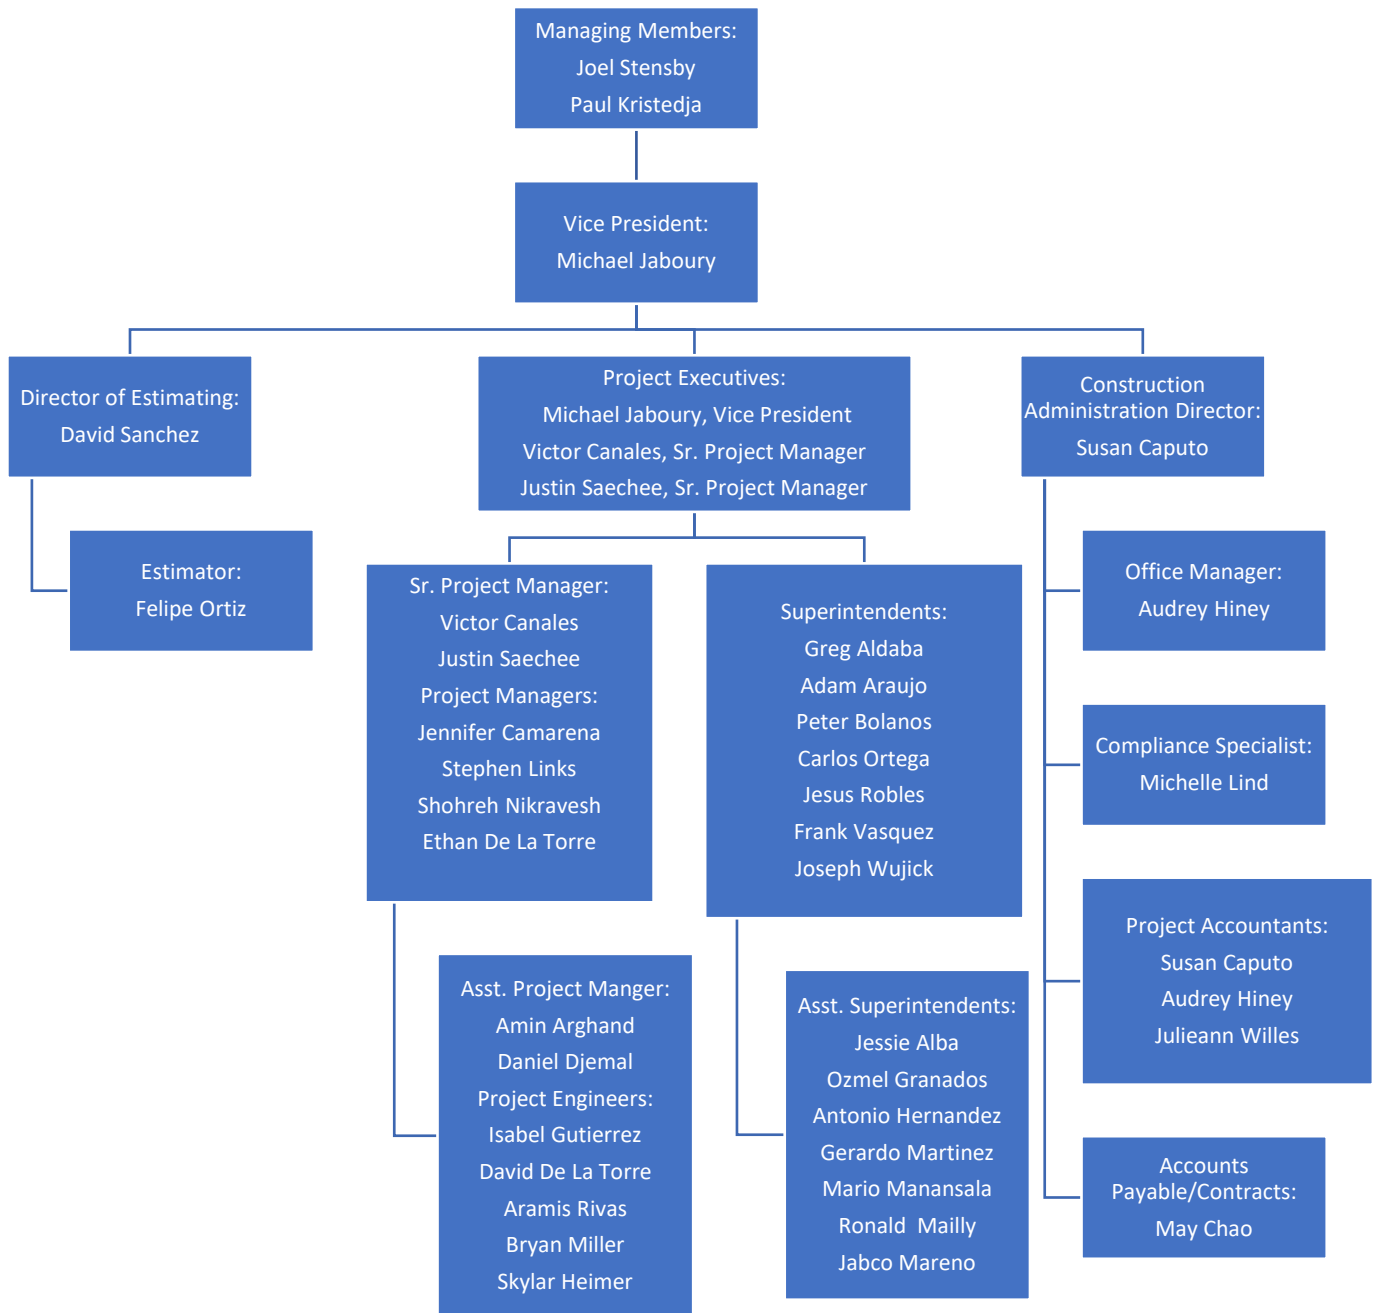 Managing Members:
Joel Stensby
Paul Kristedja
Vice President:
Michael Jaboury
Director of Estimating:
David Sanchez
Project Executives:
Michael Jaboury, Vice President
Victor Canales, Sr. Project Manager
Justin Saechee, Sr. Project Manager
Construction
Administration Director:
Susan Caputo
Estimator:
Felipe Ortiz
Sr. Project Manager:
Victor Canales
Justin Saechee
Project Managers:
Jennifer Camarena
Stephen Links
Shohreh Nikravesh
Ethan De La Torre
Superintendents:
Greg Aldaba
Adam Araujo
Peter Bolanos
Carlos Ortega
Jesus Robles
Frank Vasquez
Joseph Wujick
Office Manager:
Audrey Hiney
Compliance Specialist:
Michelle Lind
Project Accountants:
Susan Caputo
Audrey Hiney
Julieann Willes
Asst. Project Manger:
Amin Arghand
Daniel Djemal
Project Engineers:
Isabel Gutierrez
David De La Torre
Aramis Rivas
Bryan Miller
Skylar Heimer
Asst. Superintendents:
Jessie Alba
Ozmel Granados
Antonio Hernandez
Gerardo Martinez
Mario Manansala
Ronald  Mailly
Jabco Mareno
Accounts
Payable/Contracts:
May Chao